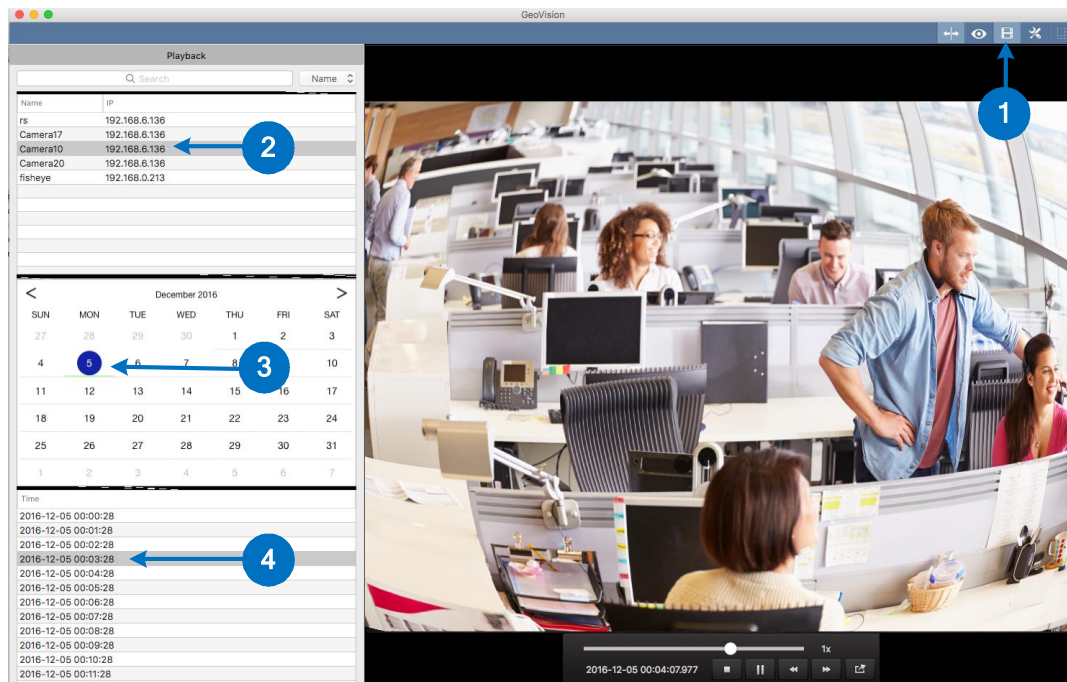 GeoVision
Playback
Search Name
Name IP
rs 192.168.6.136
Camera17 192.168.6.136
Camera10 192.168.6.136
Camera20 192.168.6.136
fisheye 192.168.0.213
1
2
< December 2016 >
SUN MON TUE WED THU FRI SAT
27 28 29 30 1 2 3
4 5 6 7 8 10
3
11 12 13 14 15 16 17
18 19 20 21 22 23 24
25 26 27 28 29 30 31
1 2 3 4 5 6 7
Time
2016-12-05 00:00:28
2016-12-05 00:01:28
2016-12-05 00:02:28
2016-12-05 00:03:28
4
2016-12-05 00:04:28
2016-12-05 00:05:28
2016-12-05 00:06:28
2016-12-05 00:07:28
2016-12-05 00:08:28
2016-12-05 00:09:28
2016-12-05 00:10:28
2016-12-05 00:11:28
1x
2016-12-05 00:04:07.977